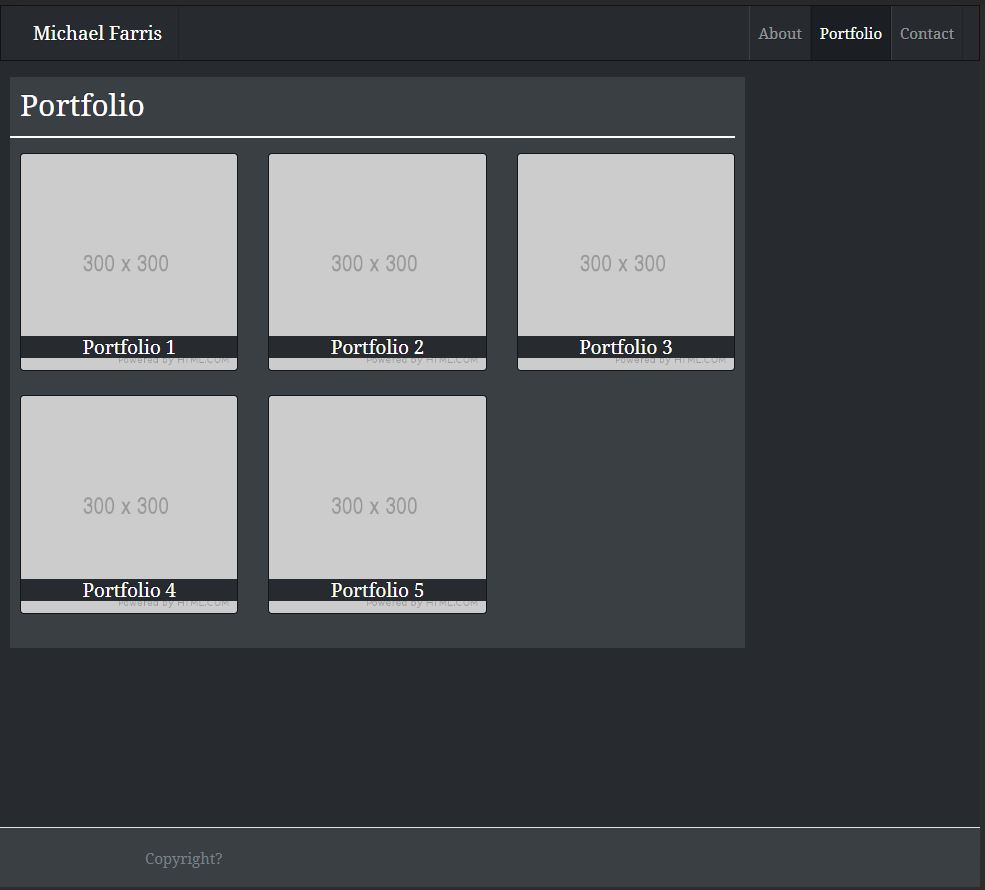 Michael Farris
About Portfolio Contact
Portfolio
300 x 300 300 x 300 300 x 300
Portfolio 1 Portfolio 2 Portfolio 3
Powered by HTML.COM Powered by HTML.COM Powered by HTML.COM
300 x 300 300 x 300
Portfolio 4 Portfolio 5
Powered by HTML.COM Powered by HTML.COM
Copyright?